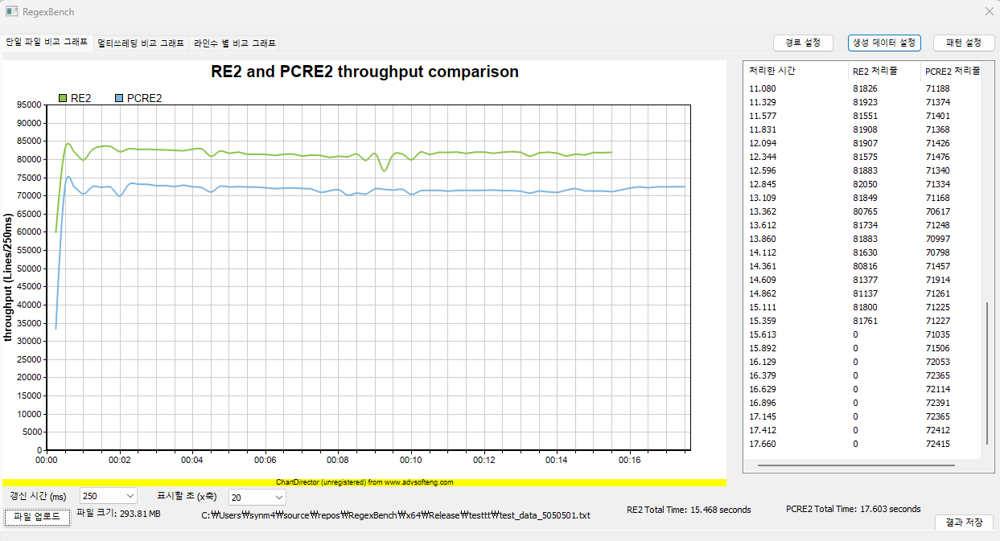 RegexBench
단일 파일 비교 그래프 멀티쓰레딩 비교 그래프 라인수 별 비교 그래프
경로 설정 생성 데이터 설정 패턴 설정
RE2 and PCRE2 throughput comparison
RE2 PCRE2
throughput (Lines/250ms)
95000
90000
85000
80000
75000
70000
65000
60000
55000
50000
45000
40000
35000
30000
25000
20000
15000
10000
5000
0
00:00 00:02 00:04 00:06 00:08 00:10 00:12 00:14 00:16
ChartDirector (unregistered) from www.advsofteng.com
처리한 시간 RE2 처리량 PCRE2 처리율
11.080 81826 71188
11.329 81923 71374
11.577 81551 71401
11.831 81908 71368
12.094 81907 71426
12.344 81575 71476
12.596 81883 71340
12.845 82050 71334
13.109 81849 71168
13.362 80765 70617
13.612 81734 71248
13.860 81883 70997
14.112 81630 70798
14.361 80816 71457
14.609 81377 71914
14.862 81137 71261
15.111 81800 71225
15.359 81761 71227
15.613 0 71035
15.892 0 71506
16.129 0 72053
16.379 0 72365
16.629 0 72114
16.896 0 72391
17.145 0 72365
17.412 0 72412
17.660 0 72415
갱신 시간 (ms) 250 표시할 초 (x축) 20
파일 업로드 파일 크기: 293.81 MB C:₩Users₩synm4₩source₩repos₩RegexBench₩x64₩Release₩testtt₩test_data_5050501.txt RE2 Total Time: 15.468 seconds PCRE2 Total Time: 17.603 seconds
결과 저장